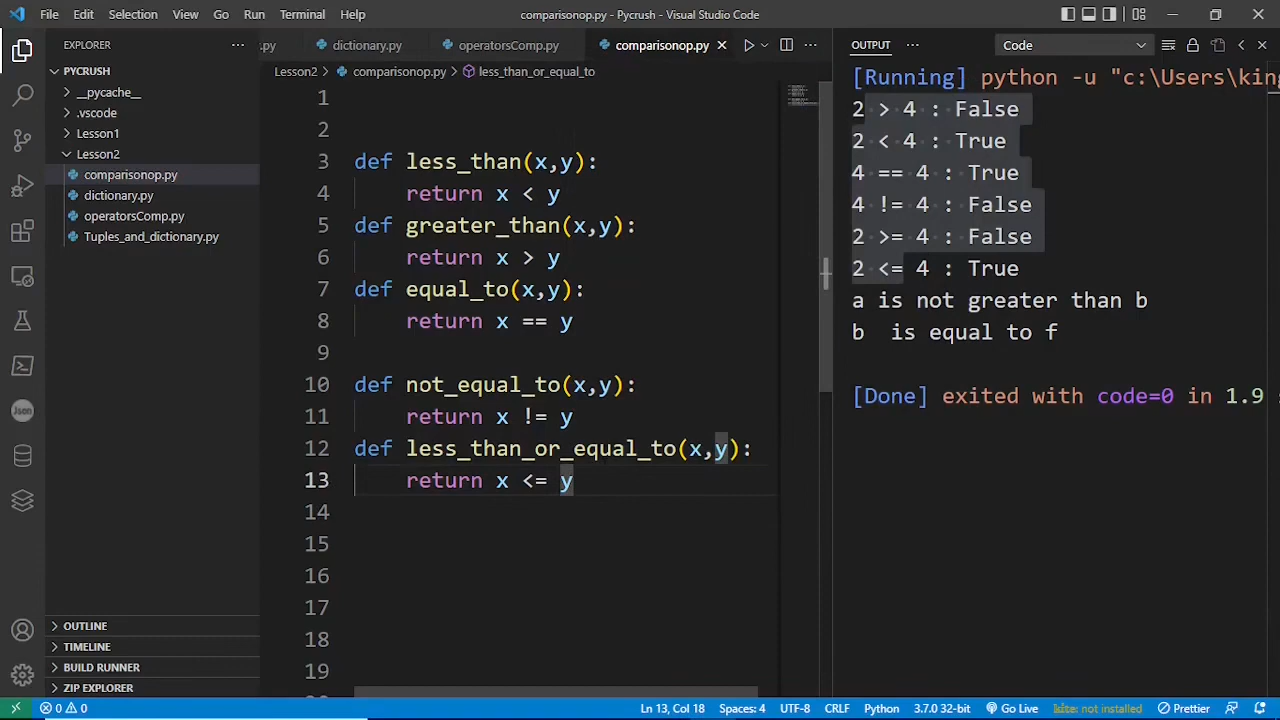 File Edit Selection View Go Run Terminal Help
comparisonop.py - Pycrush - Visual Studio Code
EXPLORER
PYCRUSH
__pycache__
.vscode
Lesson1
Lesson2
comparisonop.py
dictionary.py
operatorsComp.py
Tuples_and_dictionary.py
OUTLINE
TIMELINE
BUILD RUNNER
ZIP EXPLORER
Json
.py dictionary.py operatorsComp.py comparisonop.py
Lesson2 > comparisonop.py > less_than_or_equal_to
1
2
3 def less_than(x,y):
4 return x < y
5 def greater_than(x,y):
6 return x > y
7 def equal_to(x,y):
8 return x == y
9
10 def not_equal_to(x,y):
11 return x != y
12 def less_than_or_equal_to(x,y):
13 return x <= y
14
15
16
17
18
19
OUTPUT
Code
[Running] python -u "c:\Users\king
2 > 4 : False
2 < 4 : True
4 == 4 : True
4 != 4 : False
2 >= 4 : False
2 <= 4 : True
a is not greater than b
b  is equal to f
[Done] exited with code=0 in 1.9
0 0
Ln 13, Col 18 Spaces: 4 UTF-8 CRLF Python 3.7.0 32-bit Go Live kite: not installed Prettier